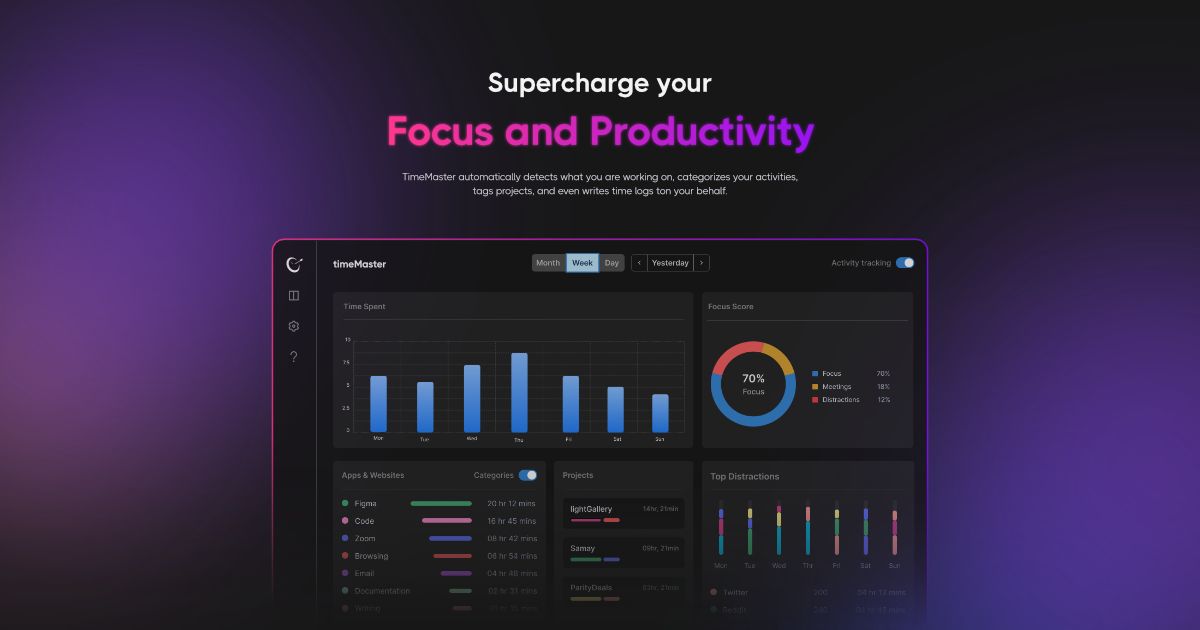 Supercharge your
Focus and Productivity
TimeMaster automatically detects what you are working on, categorizes your activities,
tags projects, and even writes time logs ton your behalf.
timeMaster
Month Week Day < Yesterday >
Activity tracking
Time Spent
10
7.5
5
2.5
0
Mon Tue Wed Thu Fri Sat Sun
Focus Score
70%
Focus
Focus 70%
Meetings 18%
Distractions 12%
Apps & Websites Categories
Figma 20 hr 12 mins
Code 16 hr 45 mins
Zoom 08 hr 42 mins
Browsing 06 hr 54 mins
Email 04 hr 48 mins
Documentation 02 hr 31 mins
Writing
Projects
lightGallery 14hr, 21min
Samay 09hr, 21min
ParityDeals 03hr, 21min
Top Distractions
Mon Tue Wed Thr Fri Sat Sun
Twitter 200 04 hr 12 mins
Reddit